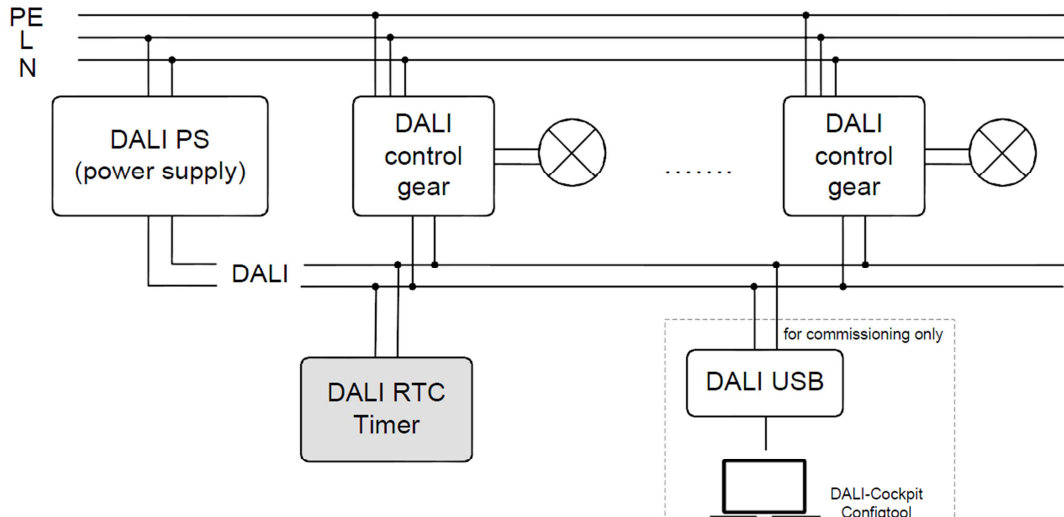 PE
L
N
DALI PS
(power supply)
DALI
control
gear
.......
DALI
control
gear
DALI
for commissioning only
DALI RTC
Timer
DALI USB
DALI-Cockpit
Configtool